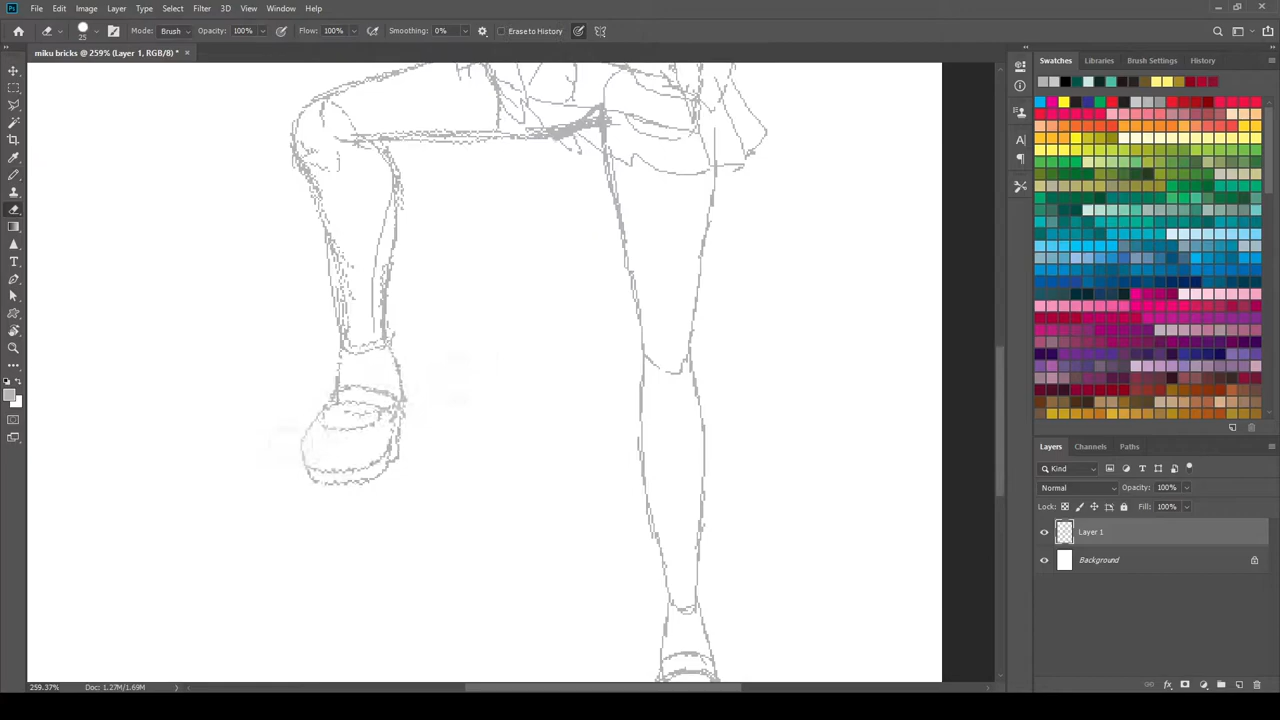 Ps File Edit Image Layer Type Select Filter 3D View Window Help
25 Mode: Brush Opacity: 100% Flow: 100% Smoothing: 0% Erase to History
miku bricks @ 259% (Layer 1, RGB/8) * ×
Swatches Libraries Brush Settings History
Layers Channels Paths
Kind
Normal Opacity: 100%
Lock: Fill: 100%
Layer 1
Background
259.37% Doc: 1.27M/1.69M